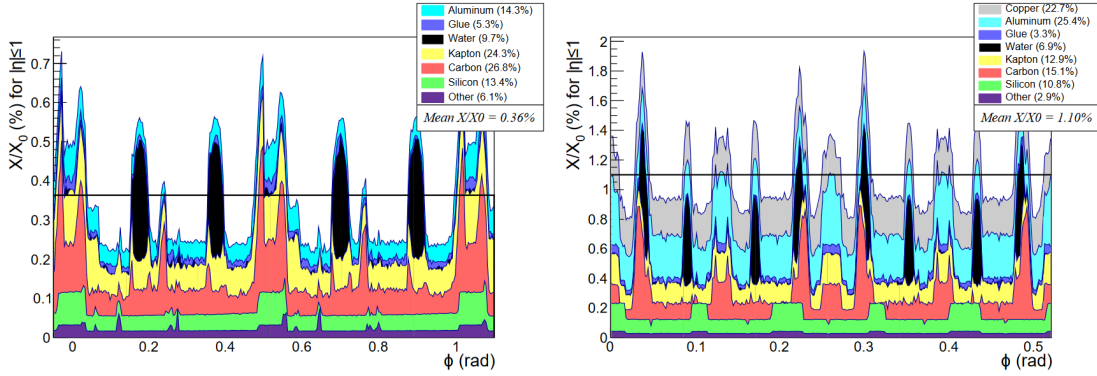 Aluminum (14.3%)
Glue (5.3%)
Water (9.7%)
Kapton (24.3%)
Carbon (26.8%)
Silicon (13.4%)
Other (6.1%)
Mean X/X0 = 0.36%
X/X0 (%) for |η|≤1
0.7
0.6
0.5
0.4
0.3
0.2
0.1
0
0 0.2 0.4 0.6 0.8 1
ϕ (rad)
Copper (22.7%)
Aluminum (25.4%)
Glue (3.3%)
Water (6.9%)
Kapton (12.9%)
Carbon (15.1%)
Silicon (10.8%)
Other (2.9%)
Mean X/X0 = 1.10%
X/X0 (%) for |η|≤1
2
1.8
1.6
1.4
1.2
1
0.8
0.6
0.4
0.2
0
0 0.1 0.2 0.3 0.4 0.5
ϕ (rad)